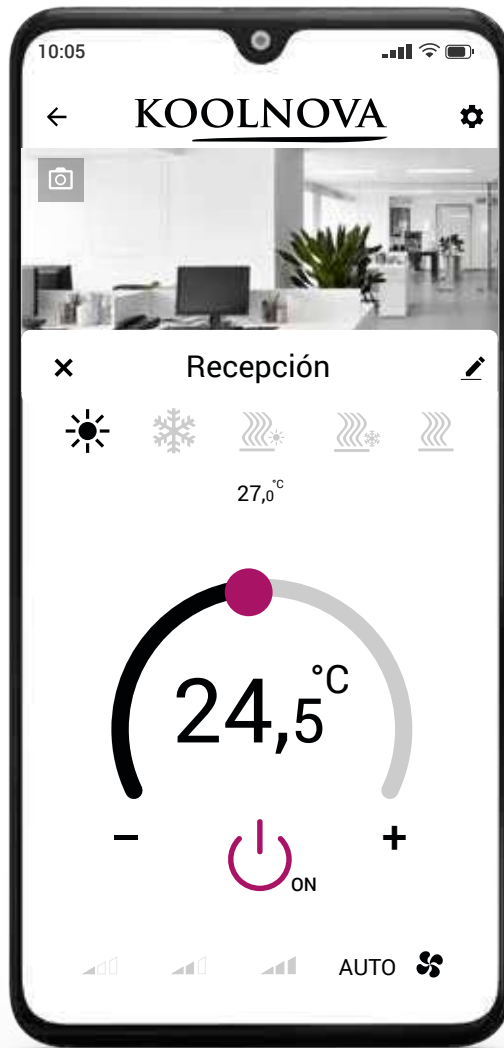 10:05
KOOLNOVA
Recepción
27,0°C
24,5°C
− +
ON
AUTO